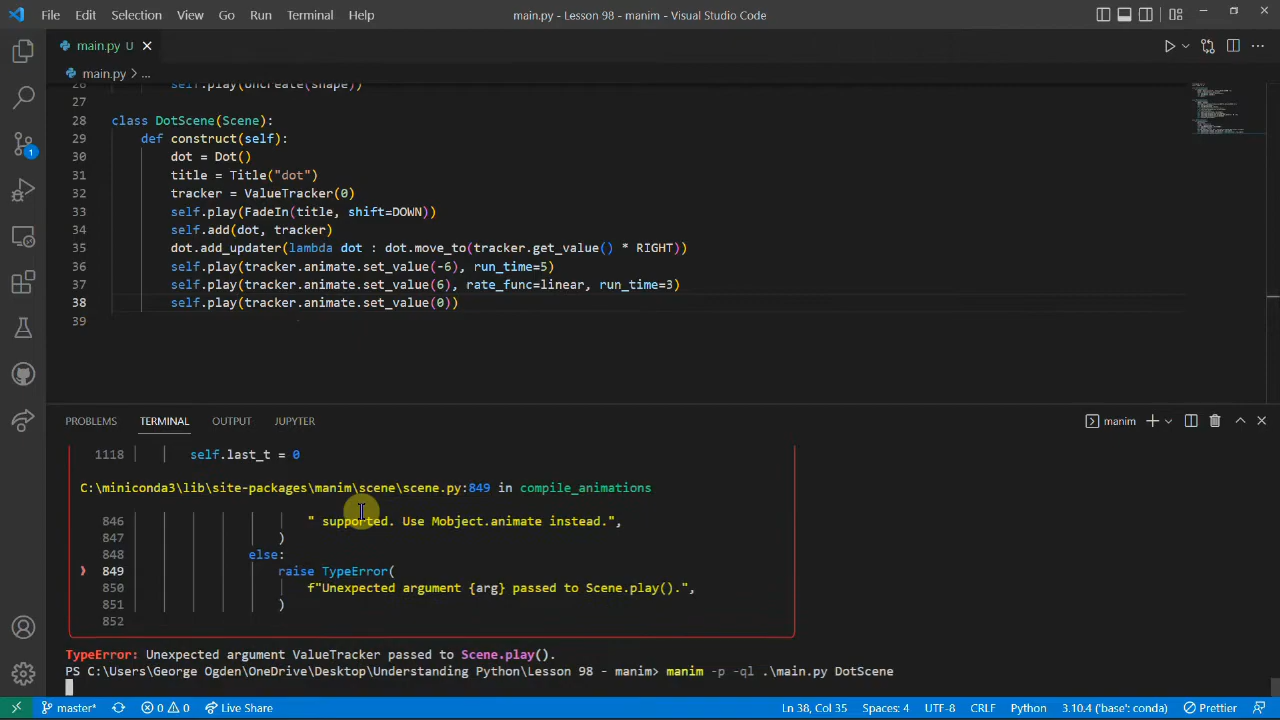 File Edit Selection View Go Run Terminal Help main.py - Lesson 98 - manim - Visual Studio Code
main.py U
main.py > ...
26 self.play(Uncreate(shape))
27
28 class DotScene(Scene):
29 def construct(self):
30 dot = Dot()
31 title = Title("dot")
32 tracker = ValueTracker(0)
33 self.play(FadeIn(title, shift=DOWN))
34 self.add(dot, tracker)
35 dot.add_updater(lambda dot : dot.move_to(tracker.get_value() * RIGHT))
36 self.play(tracker.animate.set_value(-6), run_time=5)
37 self.play(tracker.animate.set_value(6), rate_func=linear, run_time=3)
38 self.play(tracker.animate.set_value(0))
39
PROBLEMS TERMINAL OUTPUT JUPYTER manim
1118 self.last_t = 0
C:\miniconda3\lib\site-packages\manim\scene\scene.py:849 in compile_animations
846 " supported. Use Mobject.animate instead.",
847 )
848 else:
❱ 849 raise TypeError(
850 f"Unexpected argument {arg} passed to Scene.play().",
851 )
852
TypeError: Unexpected argument ValueTracker passed to Scene.play().
PS C:\Users\George Ogden\OneDrive\Desktop\Understanding Python\Lesson 98 - manim> manim -p -ql .\main.py DotScene
1
master* 0 0 Live Share Ln 38, Col 35 Spaces: 4 UTF-8 CRLF Python 3.10.4 ('base': conda) Prettier